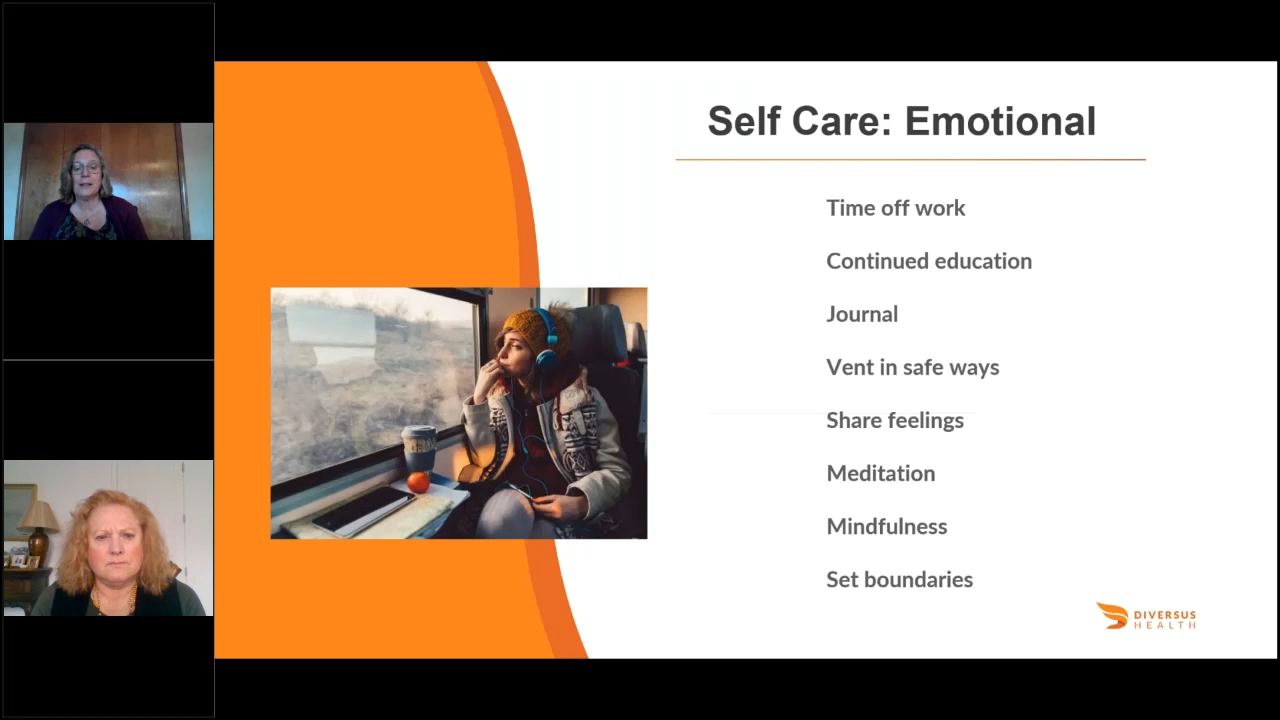 Self Care: Emotional
Time off work
Continued education
Journal
Vent in safe ways
Share feelings
Meditation
Mindfulness
Set boundaries
DIVERSUS
HEALTH